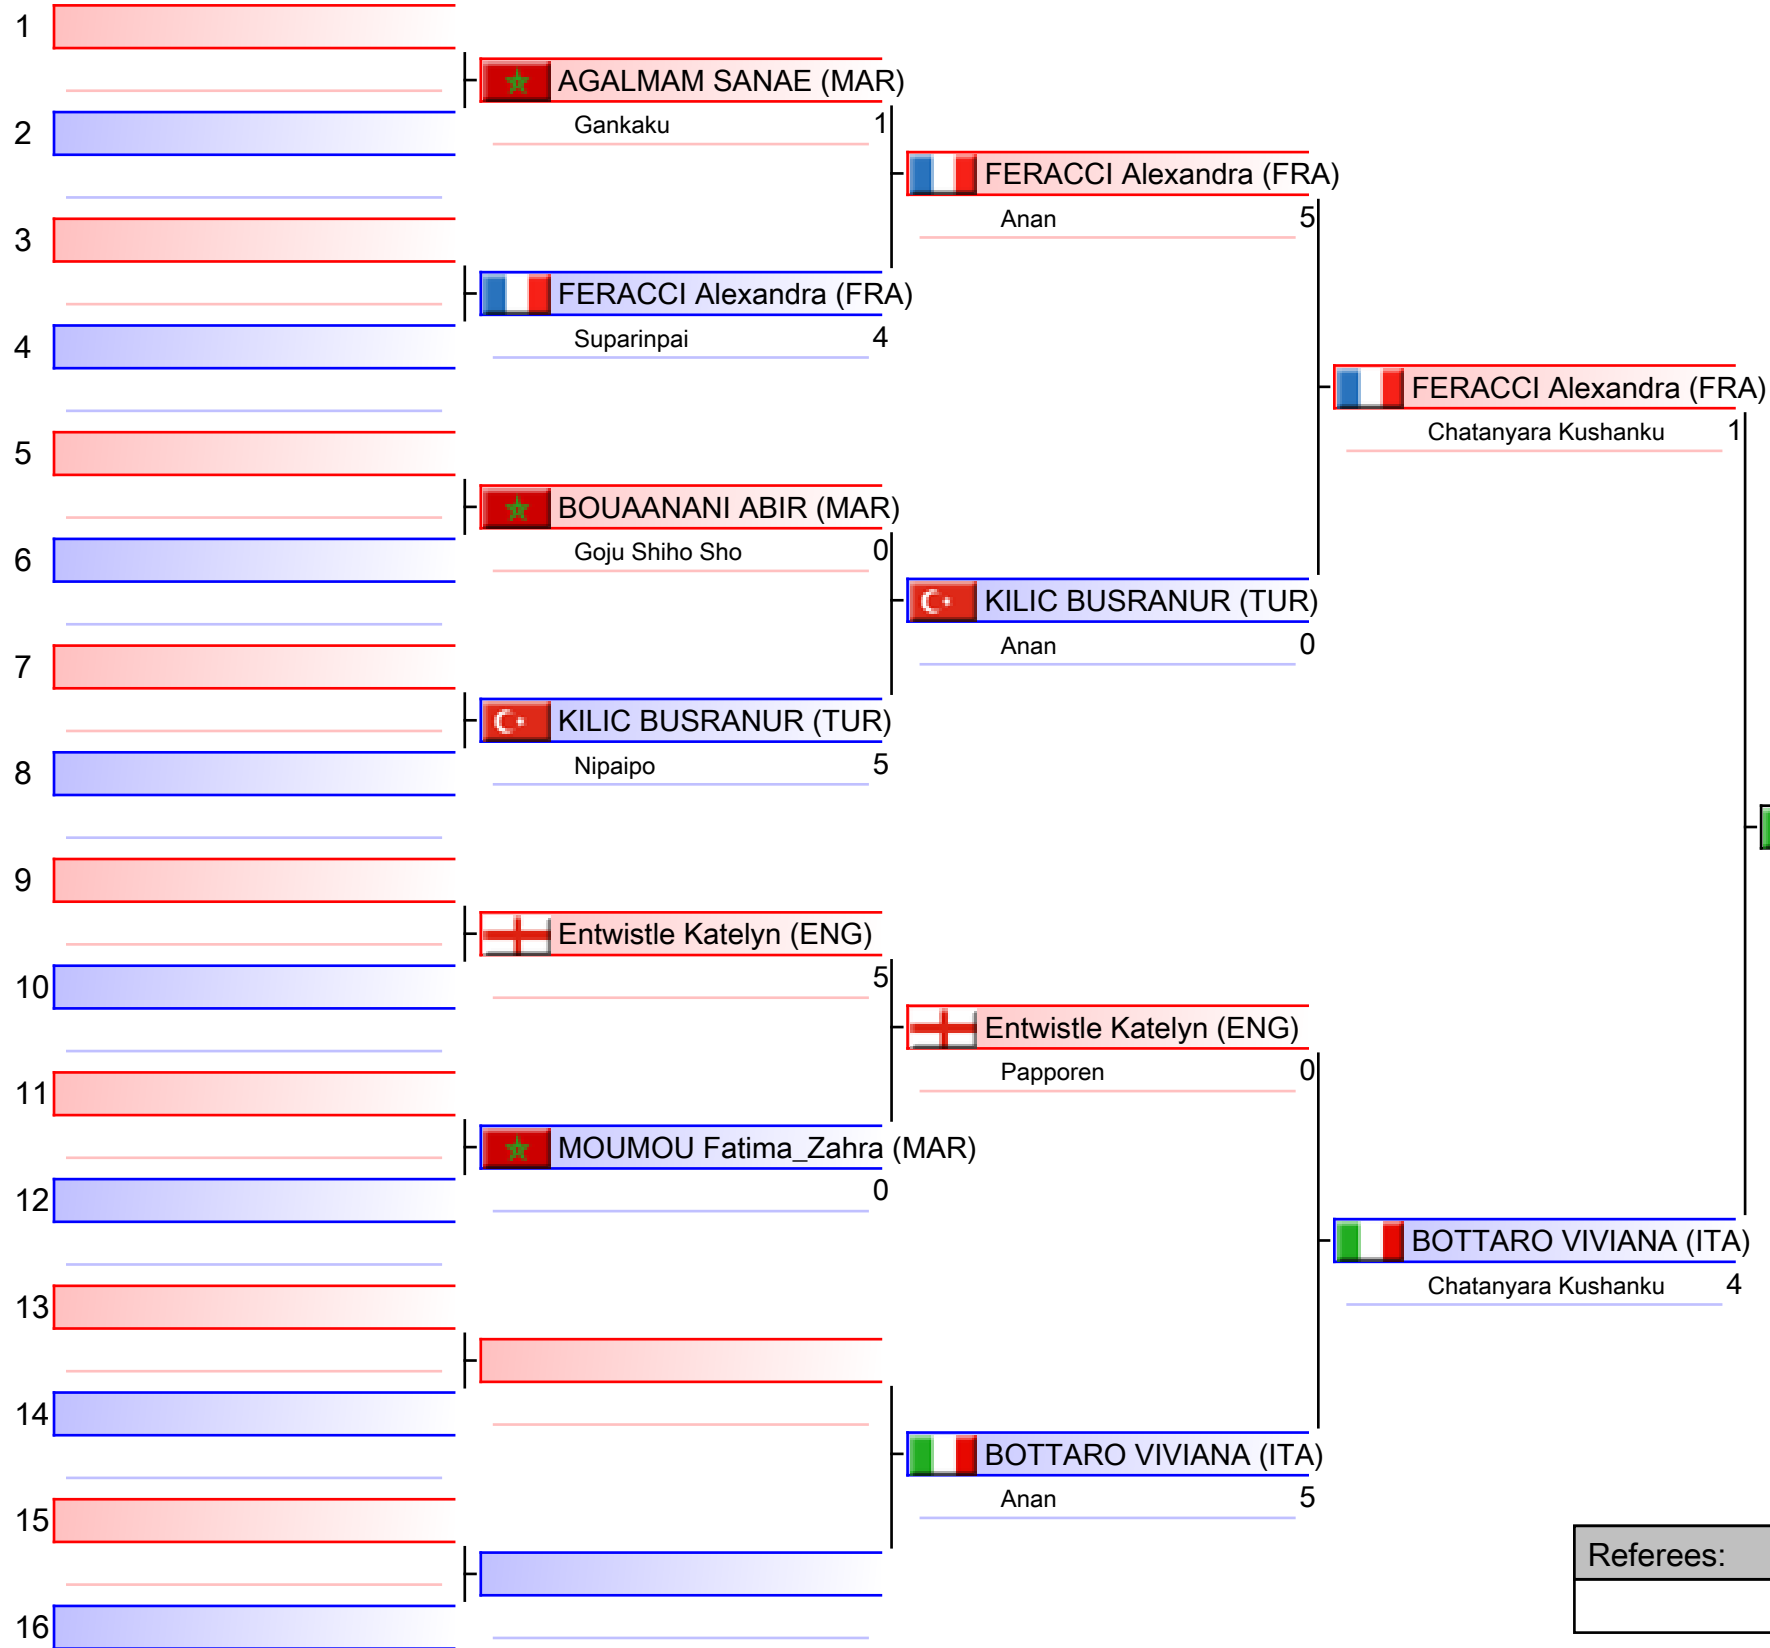 1
AGALMAM SANAE (MAR)
Gankaku 1
2
FERACCI Alexandra (FRA)
Anan 5
3
FERACCI Alexandra (FRA)
Suparinpai 4
4
FERACCI Alexandra (FRA)
Chatanyara Kushanku 1
5
BOUAANANI ABIR (MAR)
Goju Shiho Sho 0
6
KILIC BUSRANUR (TUR)
Anan 0
7
KILIC BUSRANUR (TUR)
Nipaipo 5
8
9
Entwistle Katelyn (ENG)
5
10
Entwistle Katelyn (ENG)
Papporen 0
11
MOUMOU Fatima_Zahra (MAR)
0
12
BOTTARO VIVIANA (ITA)
Chatanyara Kushanku 4
13
14
BOTTARO VIVIANA (ITA)
Anan 5
15
Referees:
16